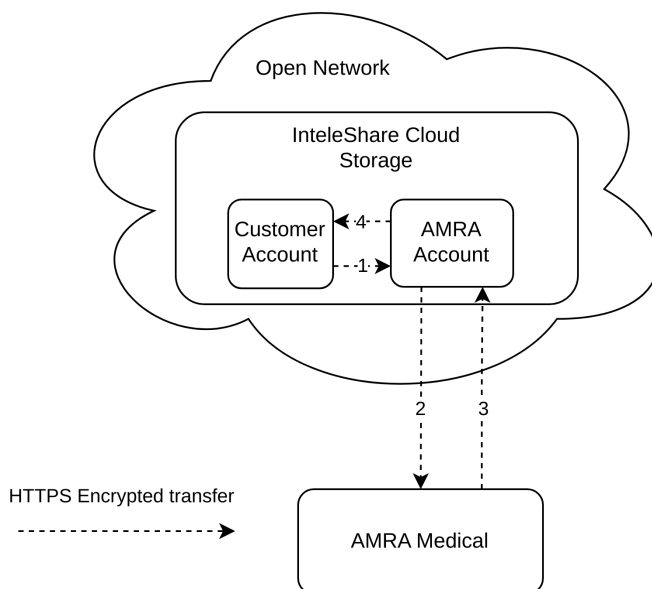 Open Network
InteleShare Cloud
Storage
Customer
Account
4
1
AMRA
Account
2
3
HTTPS Encrypted transfer
AMRA Medical